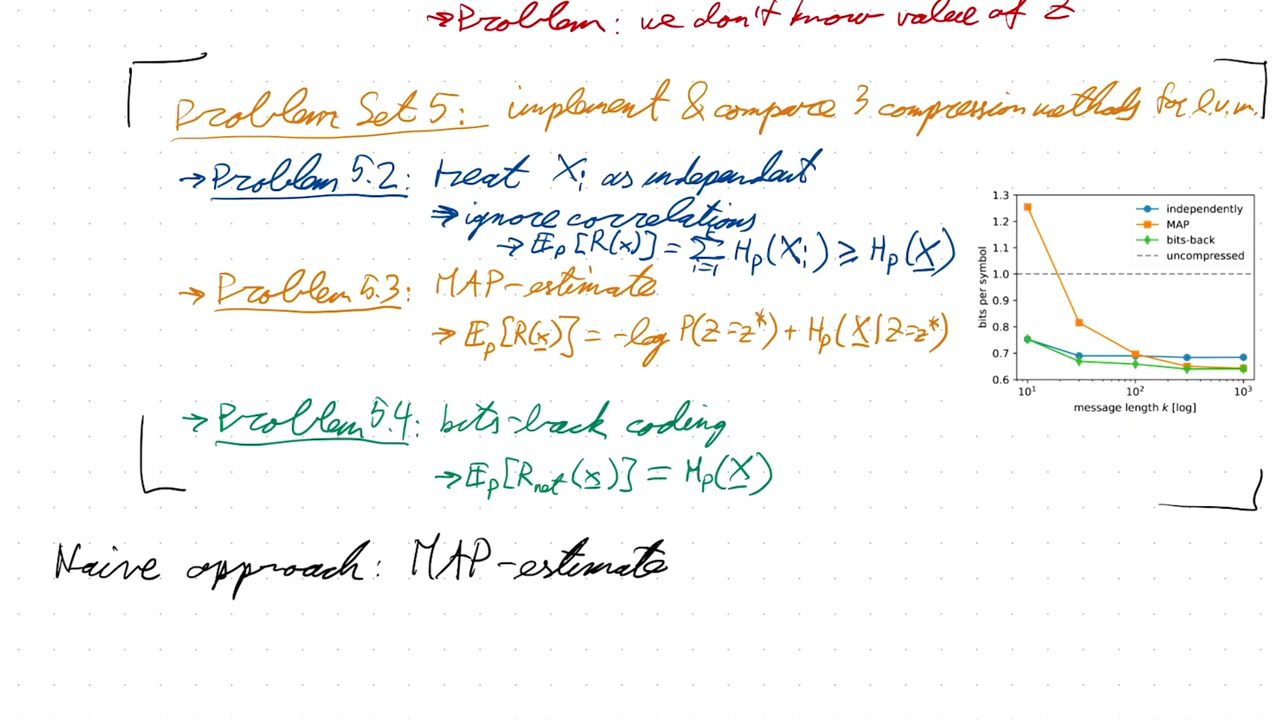 →Problem: we don't know value of Z
Problem Set 5: implement & compare 3 compression methods for l.v.m.
→Problem 5.2: treat Xᵢ as independent
⇒ignore correlations
→ 𝔼ₚ[R(x)] = ∑ᵢ₌₁ᵏ Hₚ(Xᵢ) ⩾ Hₚ(X)
→Problem 5.3: MAP-estimate
→ 𝔼ₚ[R(x)] = -log P(Z=z*) + Hₚ(X|Z=z*)
→Problem 5.4: bits-back coding
→ 𝔼ₚ[R_net(x)] = Hₚ(X)
Naive approach: MAP-estimate
1.3
1.2
1.1
1.0
0.9
0.8
0.7
0.6
bits per symbol
independently
MAP
bits-back
uncompressed
10¹ 10² 10³
message length k [log]